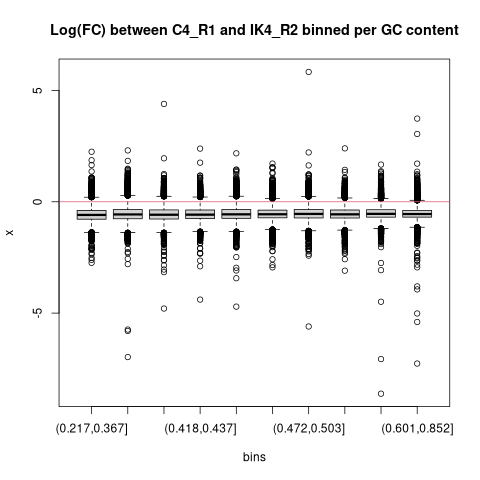 Log(FC) between C4_R1 and IK4_R2 binned per GC content
5
0
-5
x
(0.217,0.367]
(0.418,0.437]
(0.472,0.503]
(0.601,0.852]
bins